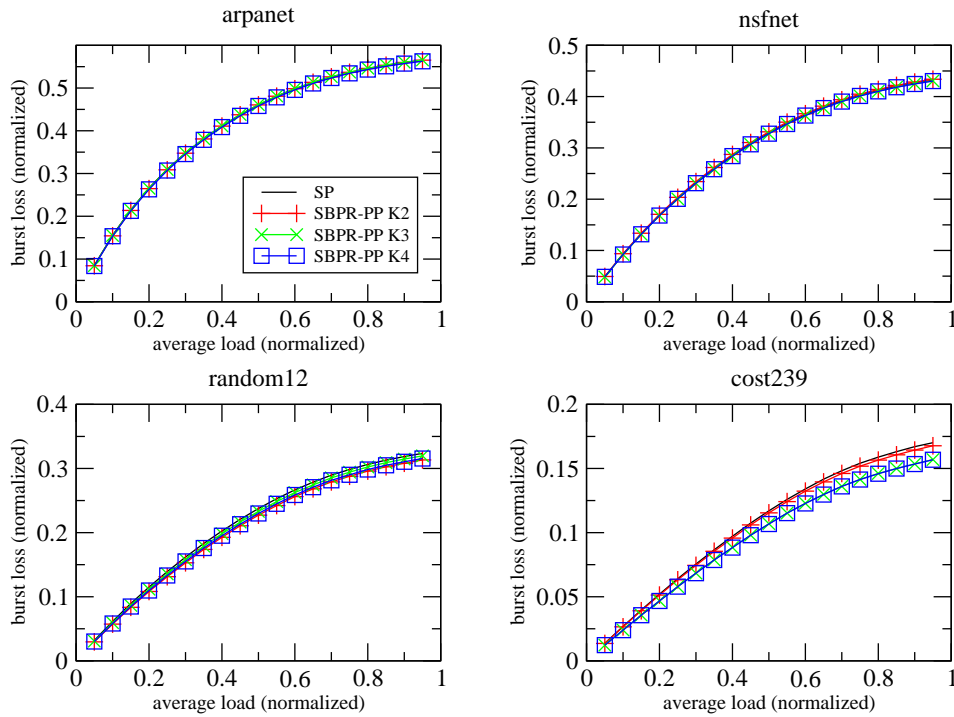 arpanet
burst loss (normalized)
0.5
0.4
0.3
0.2
0.1
0
0
0.2
0.4
0.6
0.8
1
average load (normalized)
SP
SBPR-PP K2
SBPR-PP K3
SBPR-PP K4
nsfnet
burst loss (normalized)
0.5
0.4
0.3
0.2
0.1
0
0
0.2
0.4
0.6
0.8
1
average load (normalized)
random12
burst loss (normalized)
0.4
0.3
0.2
0.1
0
0
0.2
0.4
0.6
0.8
1
average load (normalized)
cost239
burst loss (normalized)
0.2
0.15
0.1
0.05
0
0
0.2
0.4
0.6
0.8
1
average load (normalized)